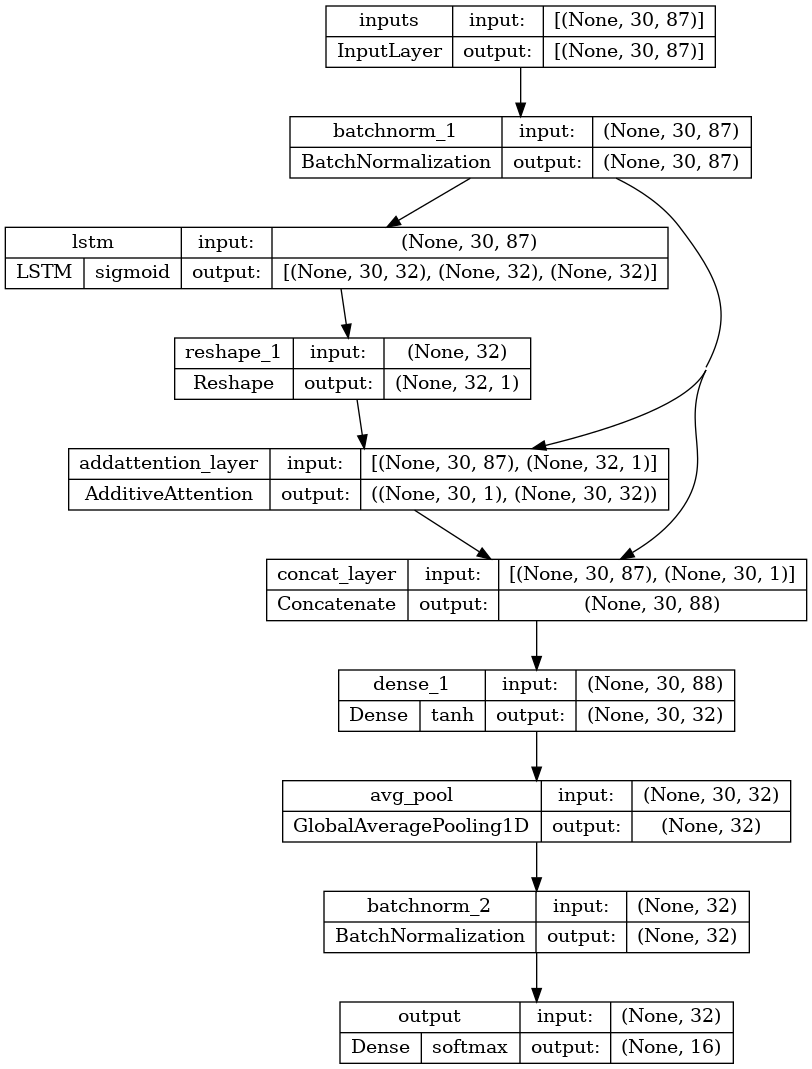 inputs input: [(None, 30, 87)]
InputLayer output: [(None, 30, 87)]
batchnorm_1 input: (None, 30, 87)
BatchNormalization output: (None, 30, 87)
lstm input: (None, 30, 87)
LSTM sigmoid output: [(None, 30, 32), (None, 32), (None, 32)]
reshape_1 input: (None, 32)
Reshape output: (None, 32, 1)
addattention_layer input: [(None, 30, 87), (None, 32, 1)]
AdditiveAttention output: ((None, 30, 1), (None, 30, 32))
concat_layer input: [(None, 30, 87), (None, 30, 1)]
Concatenate output: (None, 30, 88)
dense_1 input: (None, 30, 88)
Dense tanh output: (None, 30, 32)
avg_pool input: (None, 30, 32)
GlobalAveragePooling1D output: (None, 32)
batchnorm_2 input: (None, 32)
BatchNormalization output: (None, 32)
output input: (None, 32)
Dense softmax output: (None, 16)